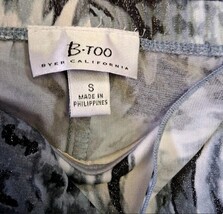 B-TOO
BYER CALIFORNIA
S
MADE IN
PHILIPPINES